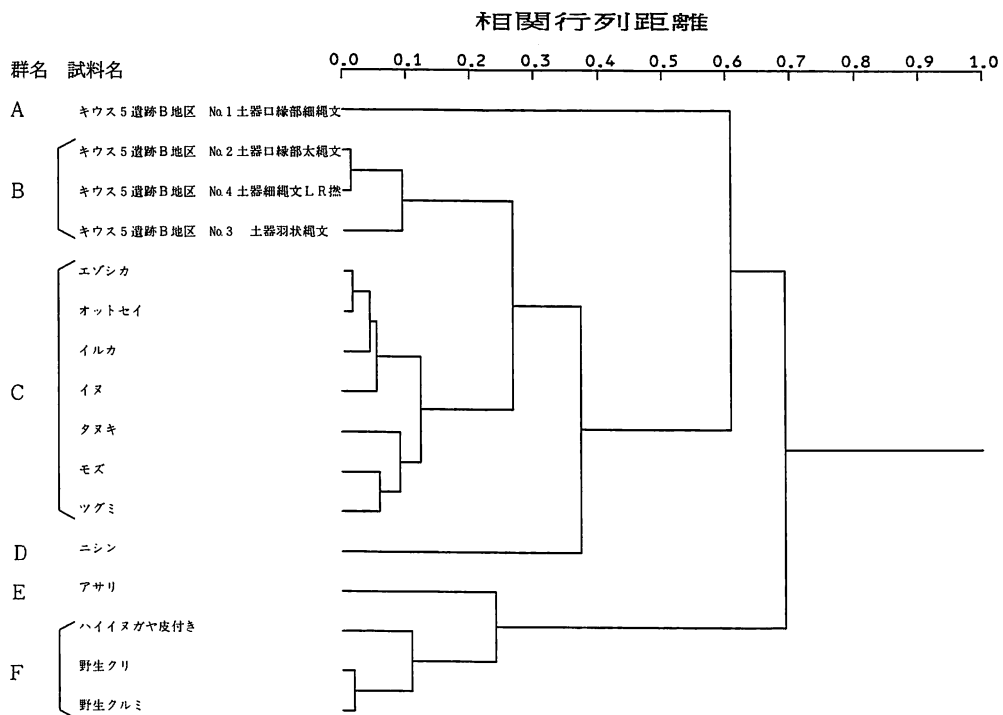 相関行列距離
群名 試料名 0.0 0.1 0.2 0.3 0.4 0.5 0.6 0.7 0.8 0.9 1.0
A キウス5遺跡B地区 No.1土器口縁部細縄文
キウス5遺跡B地区 No.2土器口縁部太縄文
B キウス5遺跡B地区 No.4土器細縄文LR撚
キウス5遺跡B地区 No.3 土器羽状縄文
エゾシカ
オットセイ
イルカ
C イヌ
タヌキ
モズ
ツグミ
D ニシン
E アサリ
ハイイヌガヤ皮付き
F 野生クリ
野生クルミ